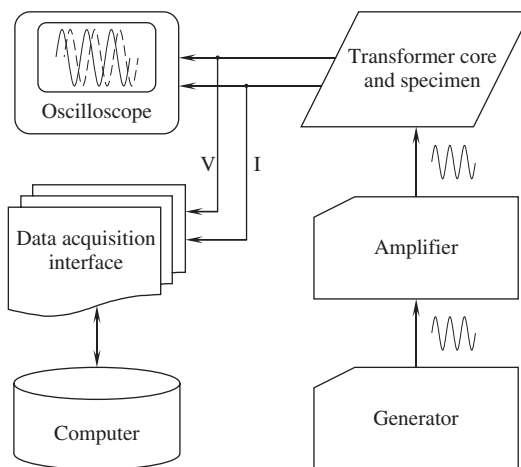 Transformer core
and specimen
Oscilloscope
V
I
Data acquisition
interface
Amplifier
Computer
Generator